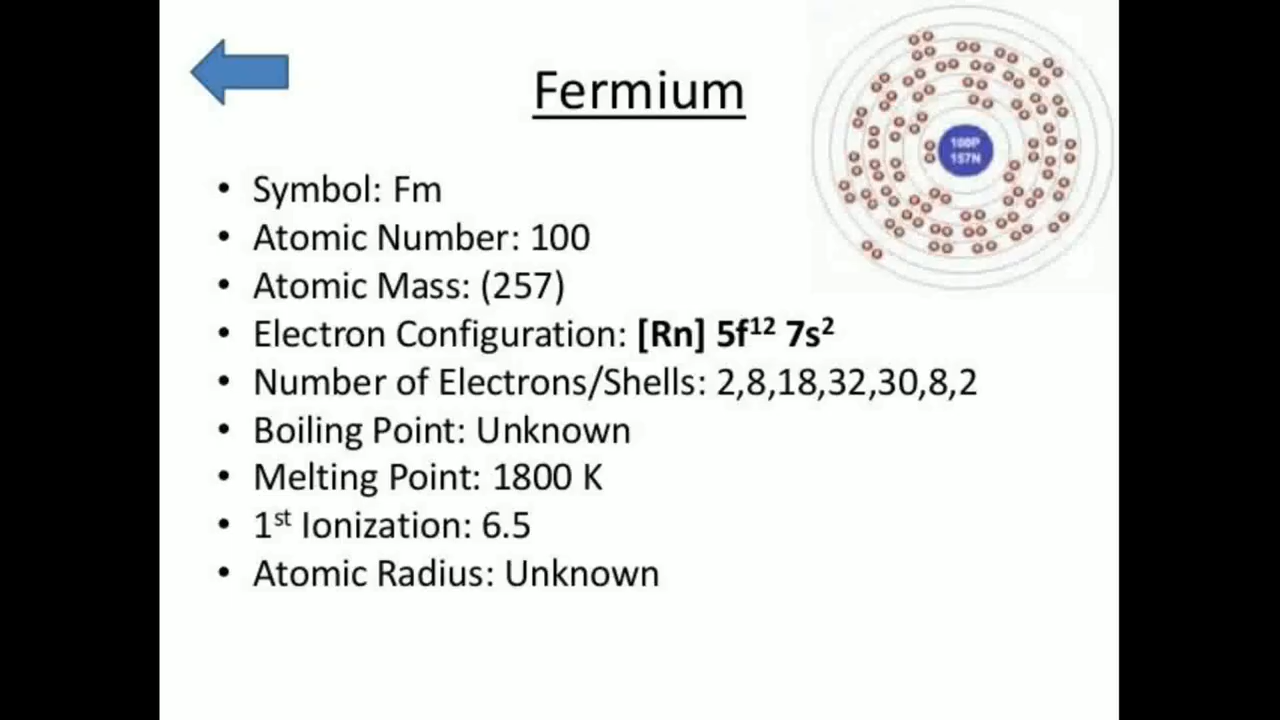 Fermium
100P
157N
• Symbol: Fm
• Atomic Number: 100
• Atomic Mass: (257)
• Electron Configuration: [Rn] 5f¹² 7s²
• Number of Electrons/Shells: 2,8,18,32,30,8,2
• Boiling Point: Unknown
• Melting Point: 1800 K
• 1ˢᵗ Ionization: 6.5
• Atomic Radius: Unknown